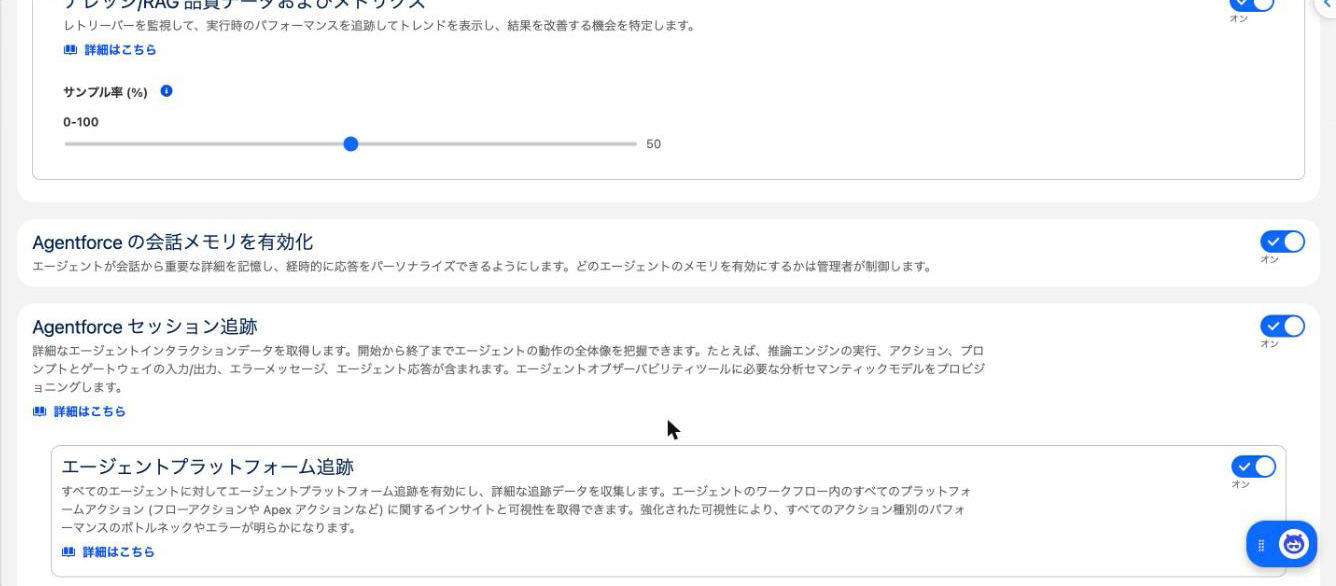 ナレッジ/RAG 品質データおよびメトリクス
オン
レトリーバーを監視して、実行時のパフォーマンスを追跡してトレンドを表示し、結果を改善する機会を特定します。
詳細はこちら
サンプル率 (%)
0-100
50
Agentforce の会話メモリを有効化
オン
エージェントが会話から重要な詳細を記憶し、経時的に応答をパーソナライズできるようにします。どのエージェントのメモリを有効にするかは管理者が制御します。
Agentforce セッション追跡
オン
詳細なエージェントインタラクションデータを取得します。開始から終了までエージェントの動作の全体像を把握できます。たとえば、推論エンジンの実行、アクション、プロ
ンプトとゲートウェイの入力/出力、エラーメッセージ、エージェント応答が含まれます。エージェントオブザーバビリティツールに必要な分析セマンティックモデルをプロビジ
ョニングします。
詳細はこちら
エージェントプラットフォーム追跡
オン
すべてのエージェントに対してエージェントプラットフォーム追跡を有効にし、詳細な追跡データを収集します。エージェントのワークフロー内のすべてのプラットフォ
ームアクション (フローアクションや Apex アクションなど) に関するインサイトと可視性を取得できます。強化された可視性により、すべてのアクション種別のパフォ
ーマンスのボトルネックやエラーが明らかになります。
詳細はこちら